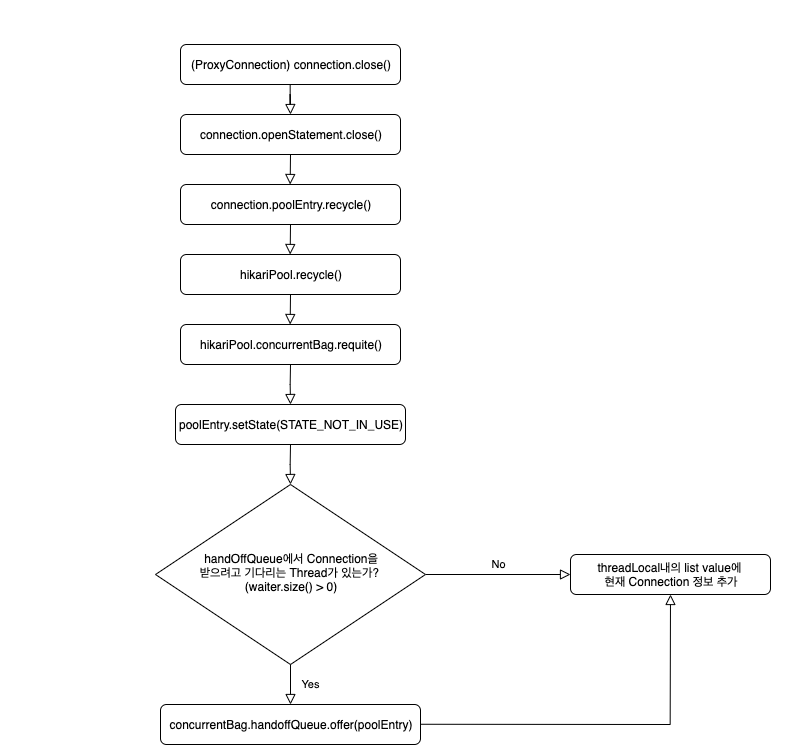 (ProxyConnection) connection.close()
connection.openStatement.close()
connection.poolEntry.recycle()
hikariPool.recycle()
hikariPool.concurrentBag.requite()
poolEntry.setState(STATE_NOT_IN_USE)
handOffQueue에서 Connection을
받으려고 기다리는 Thread가 있는가?
(waiter.size() > 0)
No
threadLocal내의 list value에
현재 Connection 정보 추가
Yes
concurrentBag.handoffQueue.offer(poolEntry)